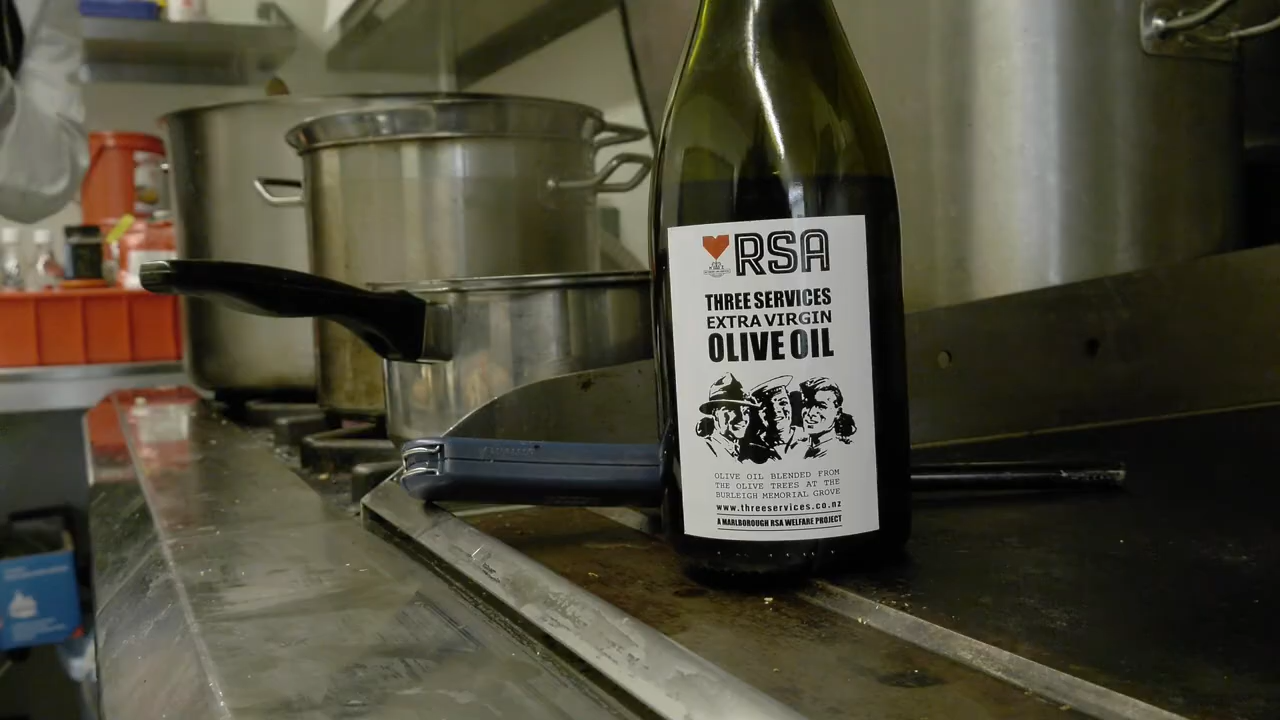 RSA
THREE SERVICES
EXTRA VIRGIN
OLIVE OIL
OLIVE OIL BLENDED FROM
THE OLIVE TREES AT THE
BURLEIGH MEMORIAL GROVE
www.threeservices.co.nz
A MARLBOROUGH RSA WELFARE PROJECT